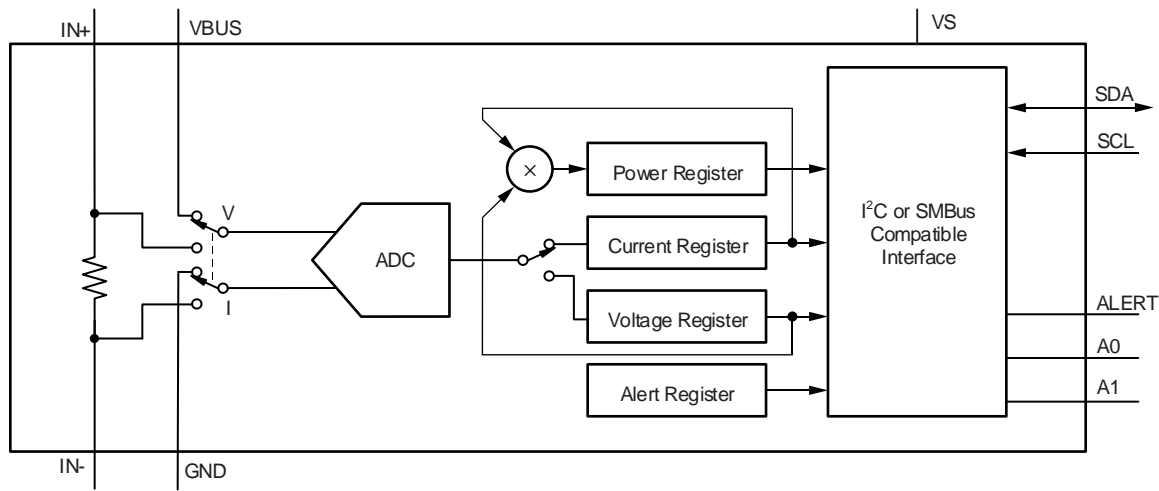 IN+
VBUS
VS
SDA
SCL
×
Power Register
I²C or SMBus
Compatible
Interface
V
ADC
Current Register
I
Voltage Register
ALERT
A0
Alert Register
A1
IN-
GND